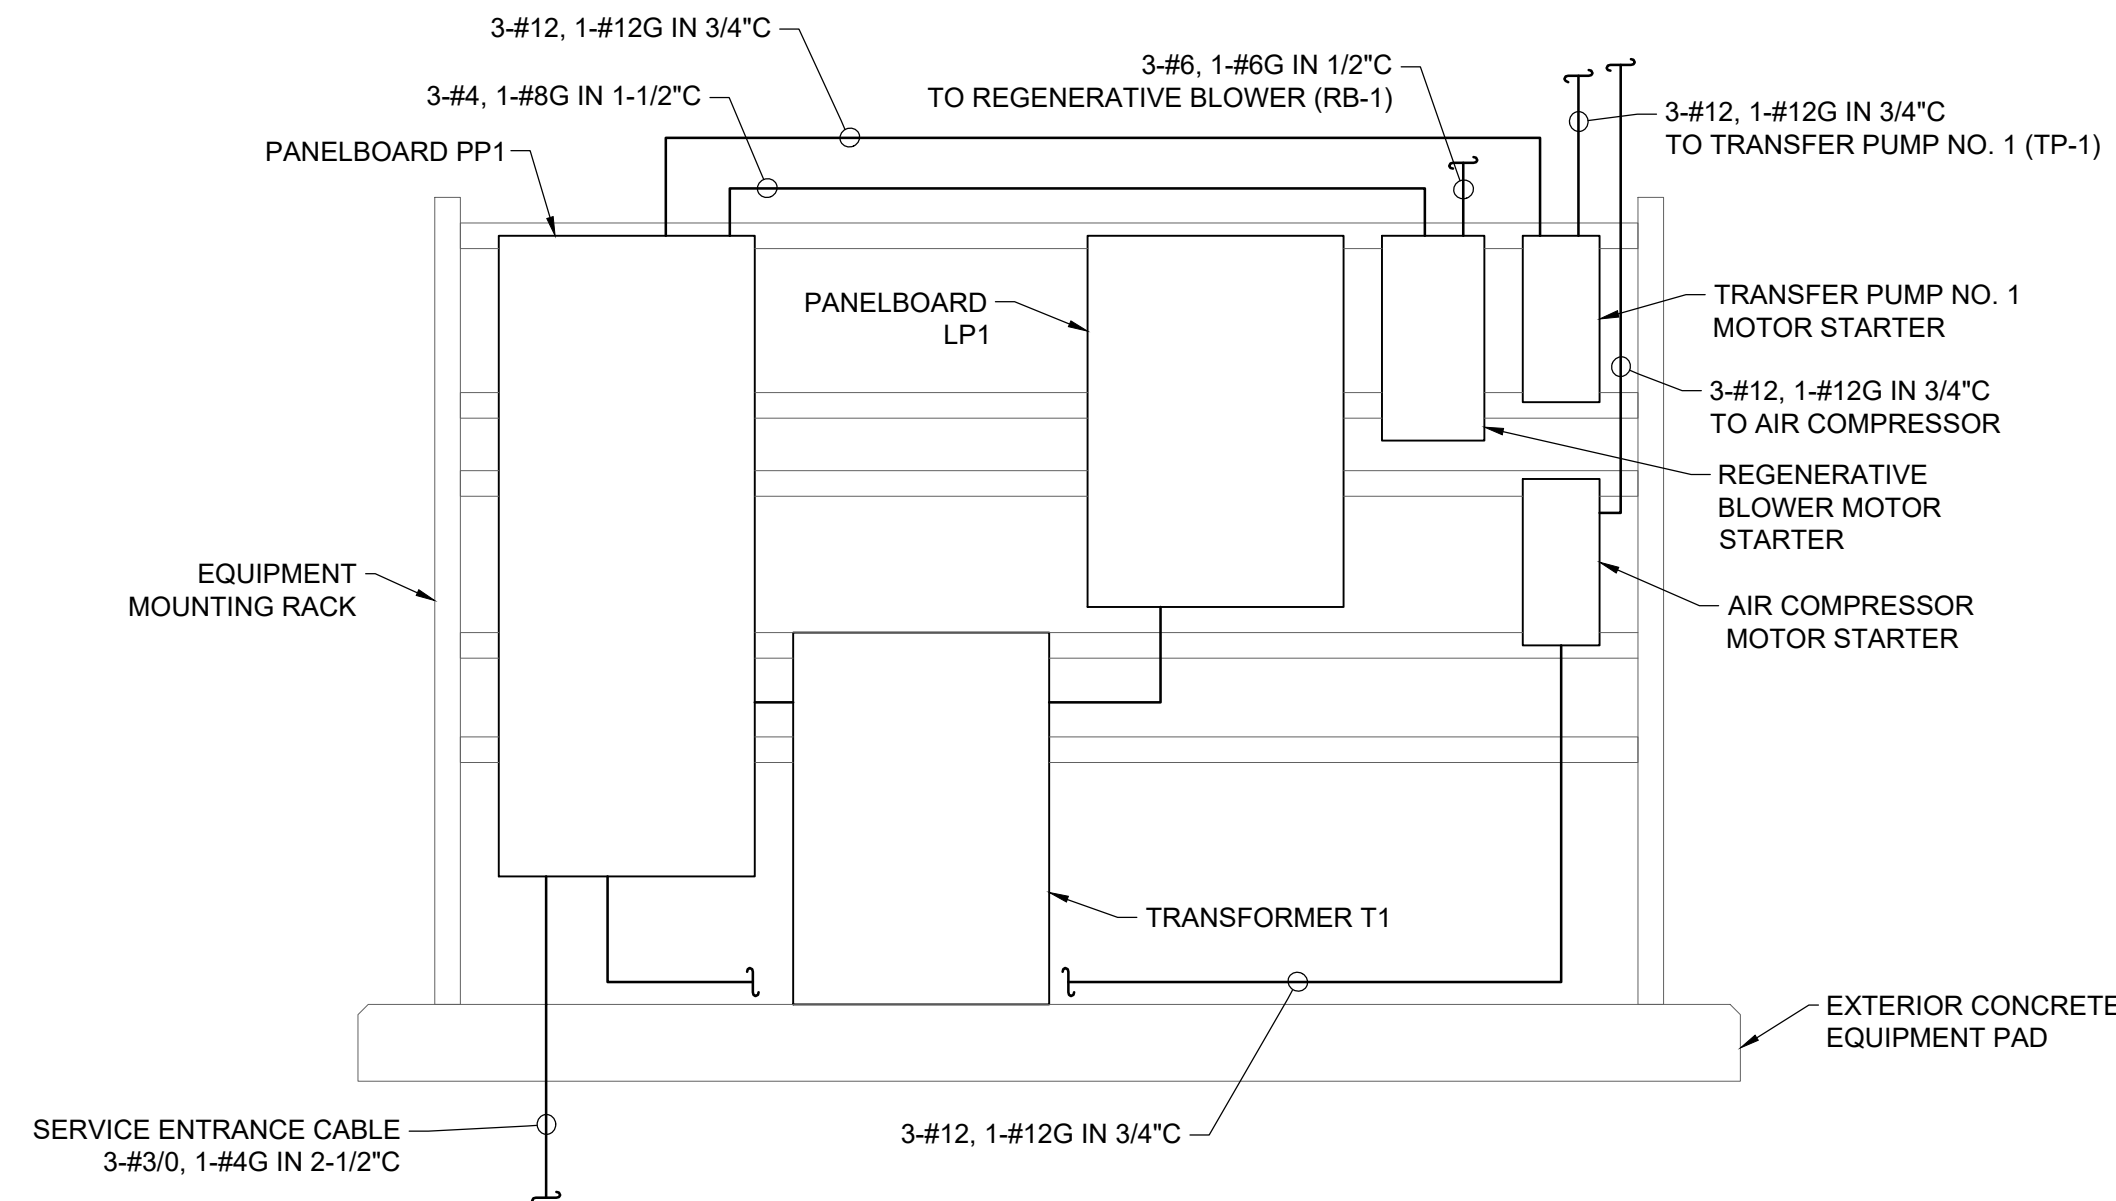 3-#12, 1-#12G IN 3/4"C
3-#4, 1-#8G IN 1-1/2"C
PANELBOARD PP1
3-#6, 1-#6G IN 1/2"C
TO REGENERATIVE BLOWER (RB-1)
3-#12, 1-#12G IN 3/4"C
TO TRANSFER PUMP NO. 1 (TP-1)
PANELBOARD
LP1
TRANSFER PUMP NO. 1
MOTOR STARTER
3-#12, 1-#12G IN 3/4"C
TO AIR COMPRESSOR
REGENERATIVE
BLOWER MOTOR
STARTER
EQUIPMENT
MOUNTING RACK
AIR COMPRESSOR
MOTOR STARTER
TRANSFORMER T1
EXTERIOR CONCRETE
EQUIPMENT PAD
SERVICE ENTRANCE CABLE
3-#3/0, 1-#4G IN 2-1/2"C
3-#12, 1-#12G IN 3/4"C